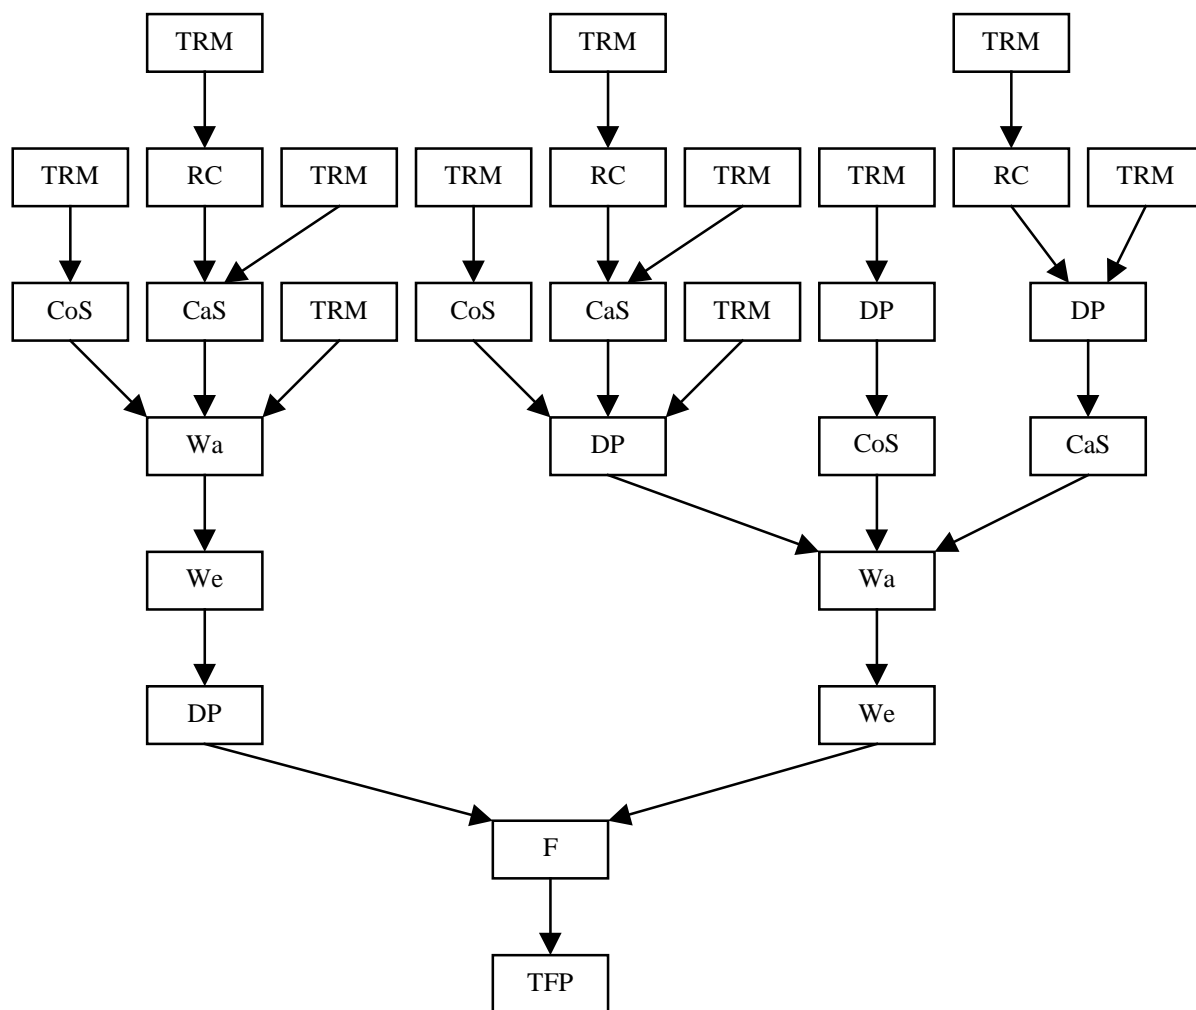 TRM TRM TRM
TRM RC TRM TRM RC TRM TRM RC TRM
CoS CaS TRM CoS CaS TRM DP DP
Wa DP CoS CaS
We Wa
DP We
F
TFP